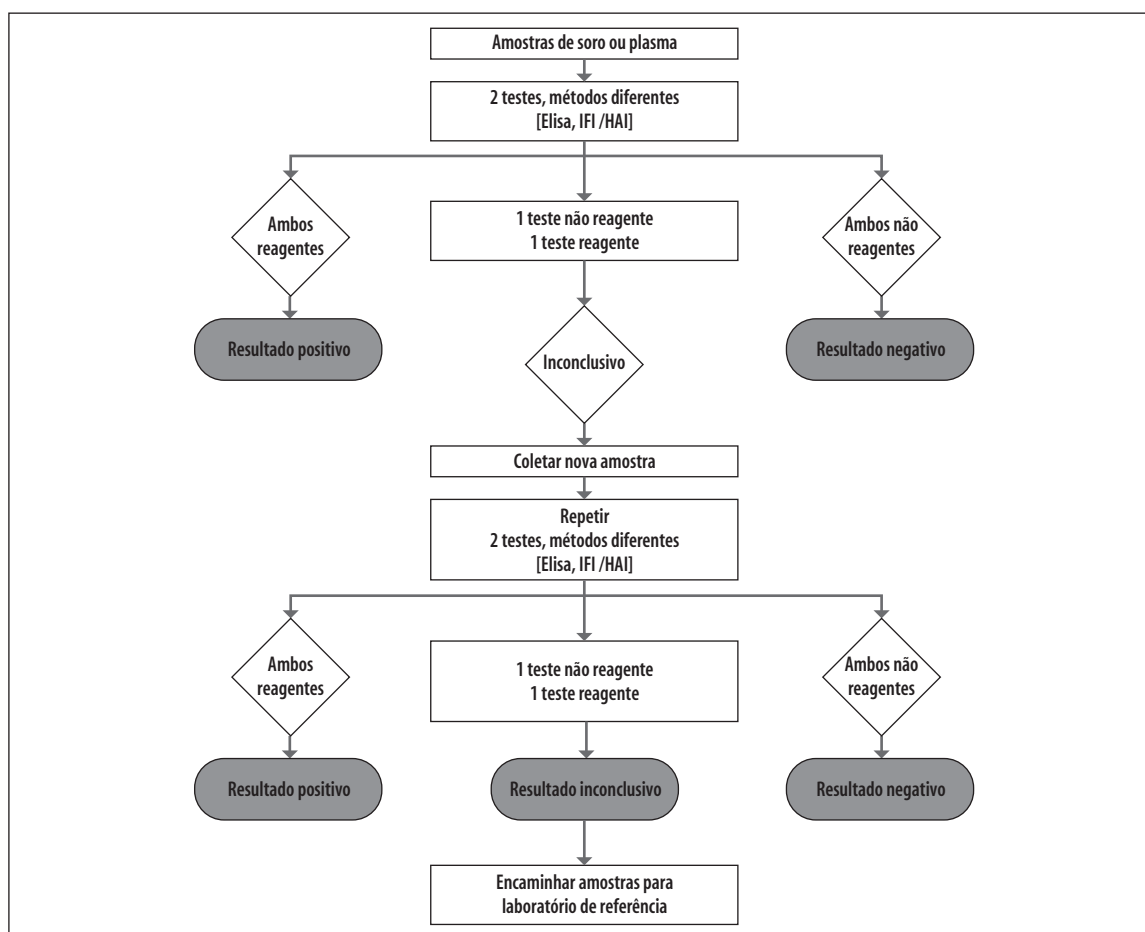 Amostras de soro ou plasma
2 testes, métodos diferentes
[Elisa, IFI /HAI]
Ambos
reagentes
1 teste não reagente
1 teste reagente
Ambos não
reagentes
Resultado positivo
Inconclusivo
Resultado negativo
Coletar nova amostra
Repetir
2 testes, métodos diferentes
[Elisa, IFI /HAI]
Ambos
reagentes
1 teste não reagente
1 teste reagente
Ambos não
reagentes
Resultado positivo
Resultado inconclusivo
Resultado negativo
Encaminhar amostras para
laboratório de referência